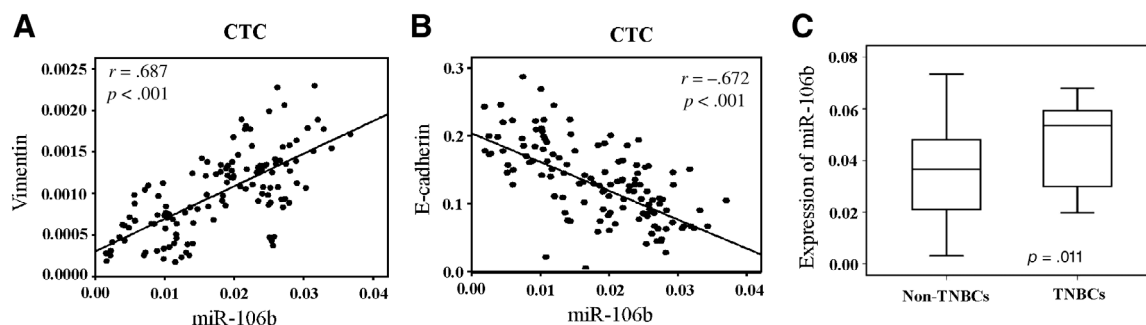 A
CTC
r = .687
p < .001
Vimentin
0.0025
0.0020
0.0015
0.0010
0.0005
0.0000
0.00 0.01 0.02 0.03 0.04
miR-106b
B
CTC
r = –.672
p < .001
E-cadherin
0.3
0.2
0.1
0.0
0.00 0.01 0.02 0.03 0.04
miR-106b
C
Expression of miR-106b
0.08
0.06
0.04
0.02
0.00
p = .011
Non-TNBCs TNBCs